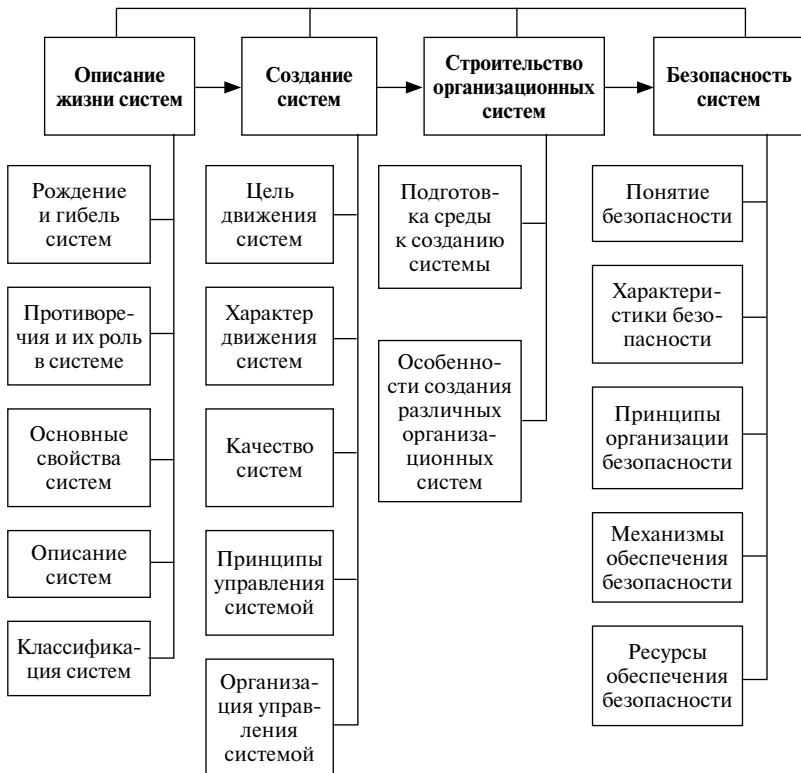 Описание
жизни систем
Создание
систем
Строительство
организационных
систем
Безопасность
систем
Рождение
и гибель
систем
Противоре-
чия и их роль
в системе
Основные
свойства
систем
Описание
систем
Классифика-
ция систем
Цель
движения
систем
Характер
движения
систем
Качество
систем
Принципы
управления
системой
Организа-
ция управ-
ления
системой
Подготов-
ка среды
к созданию
системы
Особенно-
сти создания
различных
организа-
ционных
систем
Понятие
безопасности
Характери-
стики безо-
пасности
Принципы
организации
безопасности
Механизмы
обеспечения
безопасности
Ресурсы
обеспечения
безопасности